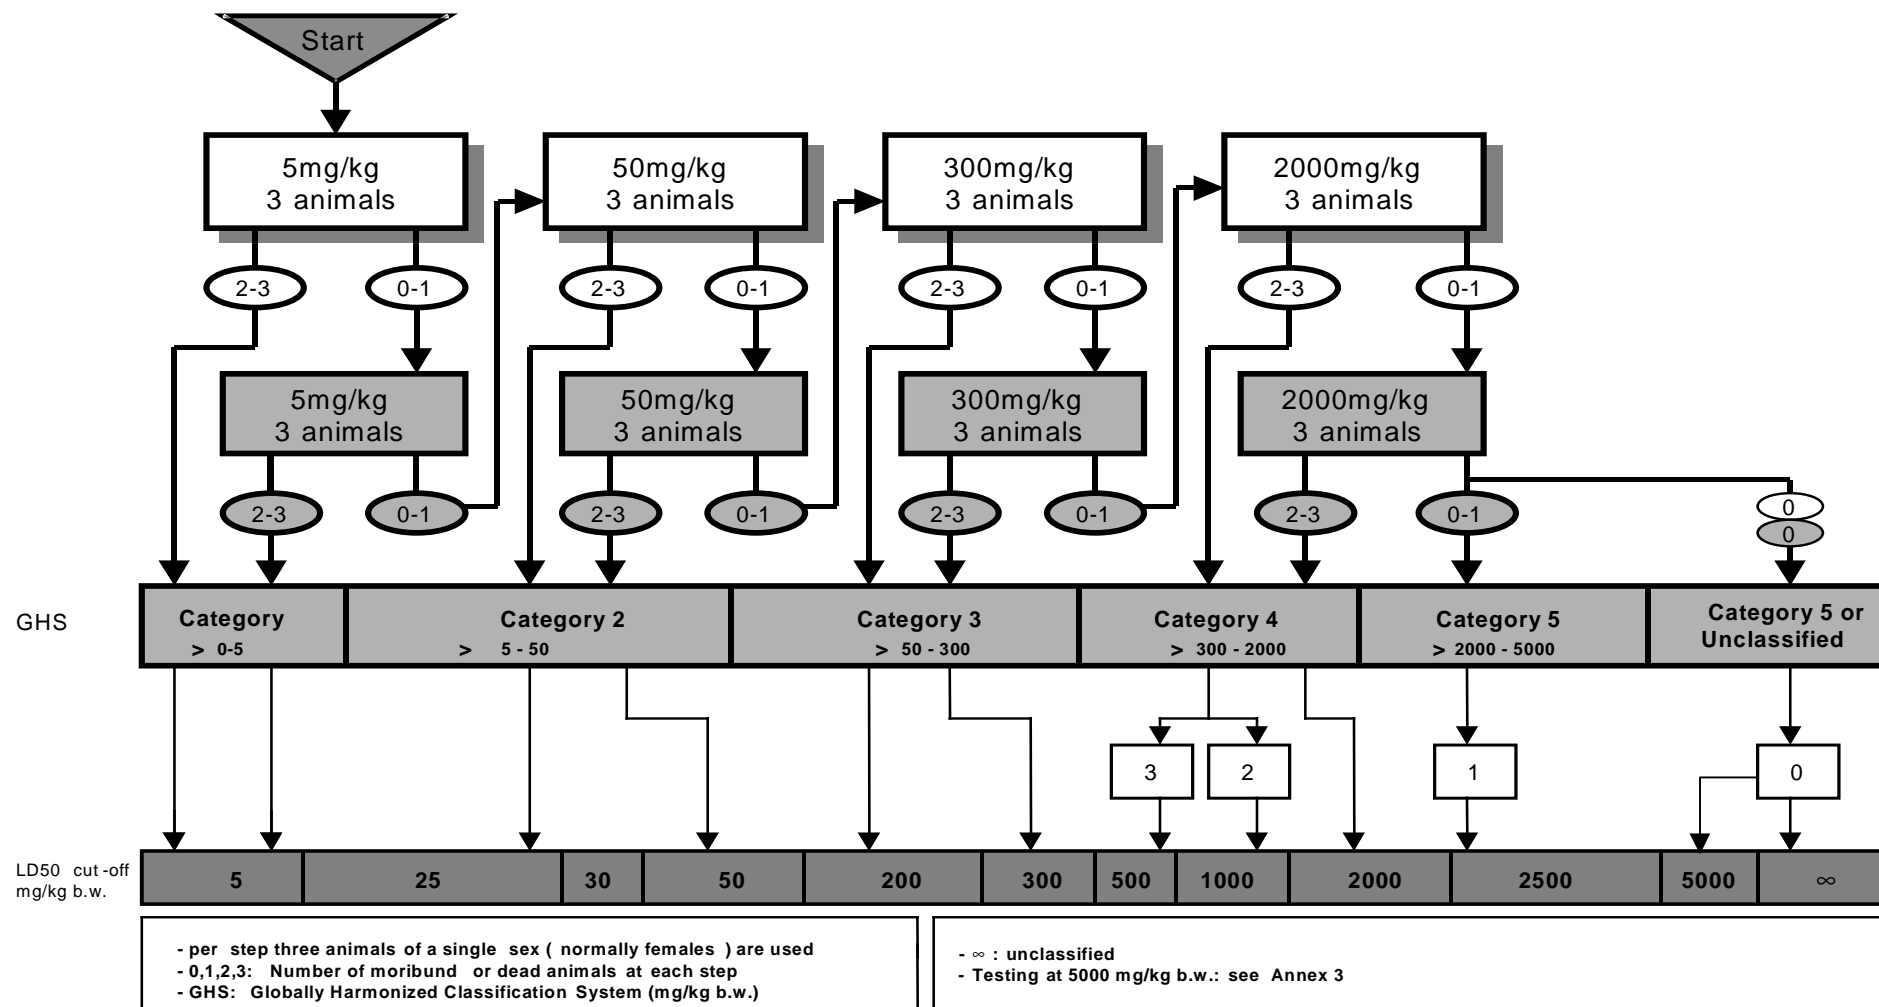 Start
5mg/kg
3 animals
50mg/kg
3 animals
300mg/kg
3 animals
2000mg/kg
3 animals
2-3
0-1
2-3
0-1
2-3
0-1
2-3
0-1
5mg/kg
3 animals
50mg/kg
3 animals
300mg/kg
3 animals
2000mg/kg
3 animals
2-3
0-1
2-3
0-1
2-3
0-1
2-3
0-1
0
0
GHS
Category
> 0-5
Category 2
> 5 - 50
Category 3
> 50 - 300
Category 4
> 300 - 2000
Category 5
> 2000 - 5000
Category 5 or
Unclassified
3
2
1
0
LD50 cut-off
mg/kg b.w.
5
25
30
50
200
300
500
1000
2000
2500
5000
∞
- per step three animals of a single sex ( normally females ) are used
- 0,1,2,3: Number of moribund or dead animals at each step
- GHS: Globally Harmonized Classification System (mg/kg b.w.)
- ∞ : unclassified
- Testing at 5000 mg/kg b.w.: see Annex 3